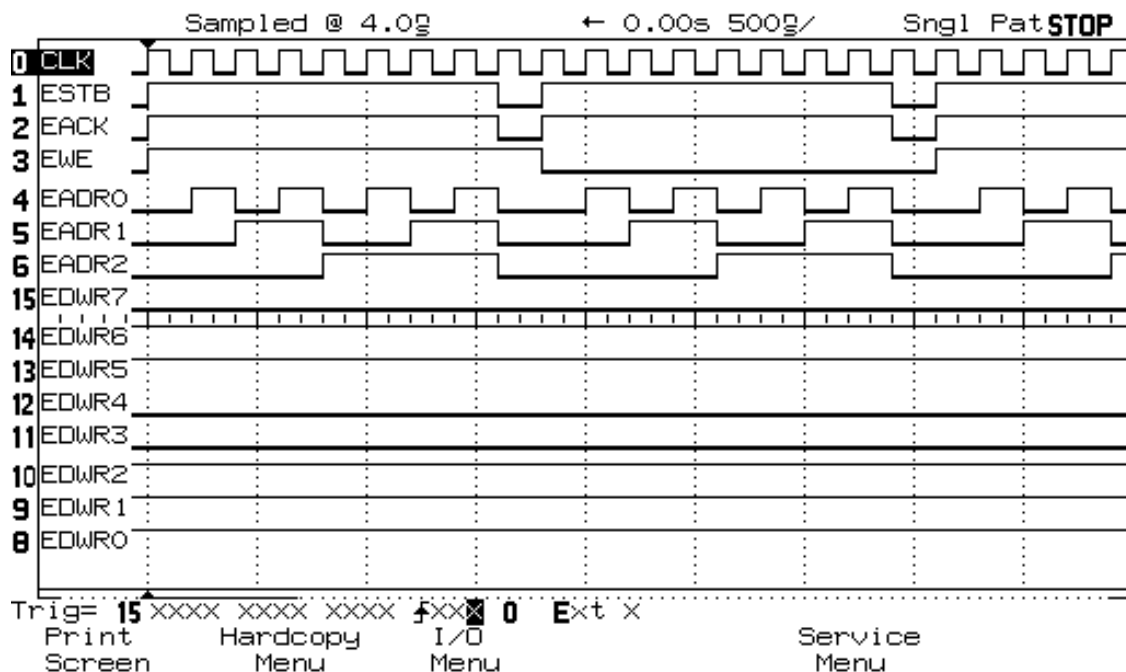 Sampled @ 4.0⁠n̲s ← 0.00s 500n̲s/ Sngl Pat STOP
0 CLK
1 ESTB
2 EACK
3 EWE
4 EADR0
5 EADR1
6 EADR2
15 EDWR7
14 EDWR6
13 EDWR5
12 EDWR4
11 EDWR3
10 EDWR2
9 EDWR1
8 EDWR0
Trig= 15 XXXX XXXX XXXX XXX 0 Ext X
Print Hardcopy I/O Service
Screen Menu Menu Menu